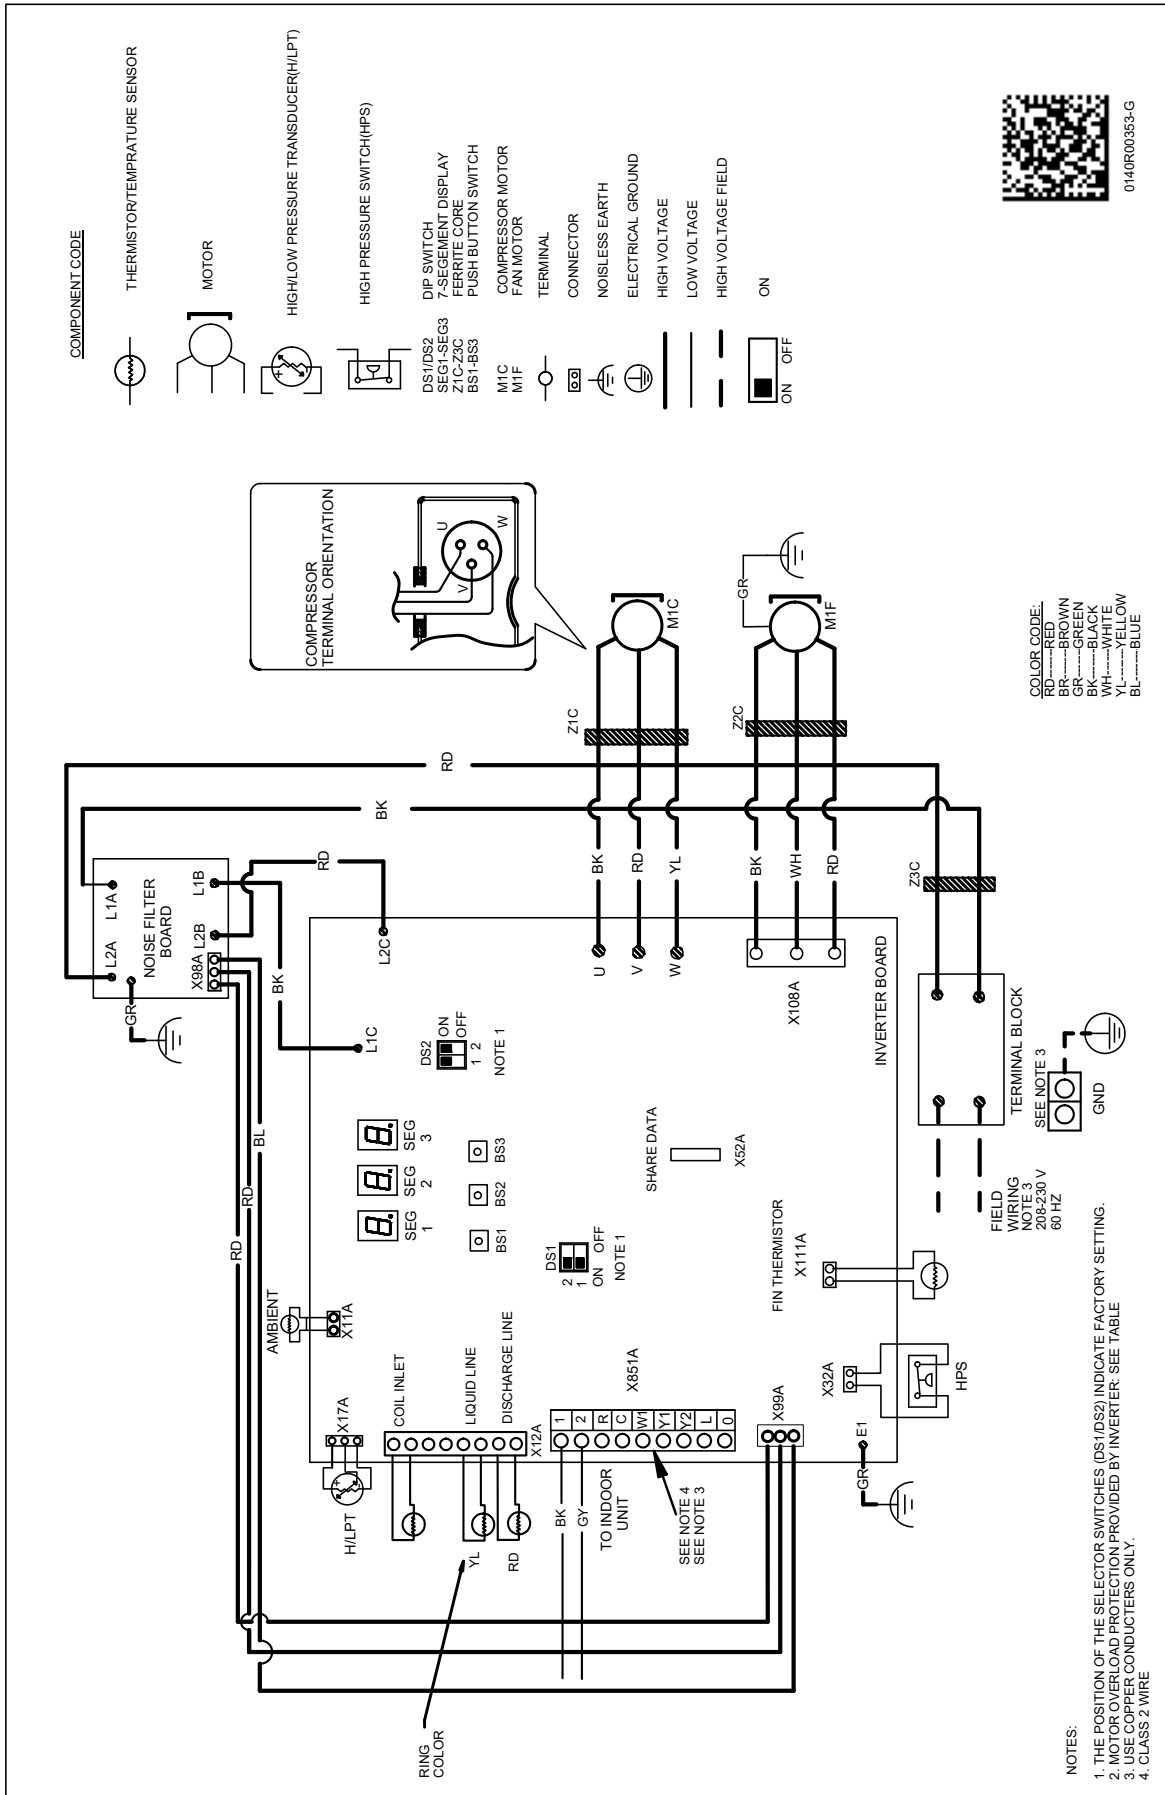 COMPONENT CODE
THERMISTOR/TEMPRATURE SENSOR
MOTOR
HIGH/LOW PRESSURE TRANSDUCER(H/LPT)
HIGH PRESSURE SWITCH(HPS)
DS1/DS2 DIP SWITCH
SEG1-SEG3 7-SEGEMENT DISPLAY
Z1C-Z3C FERRITE CORE
BS1-BS3 PUSH BUTTON SWITCH
M1C COMPRESSOR MOTOR
M1F FAN MOTOR
TERMINAL
CONNECTOR
NOISLESS EARTH
ELECTRICAL GROUND
HIGH VOLTAGE
LOW VOLTAGE
HIGH VOLTAGE FIELD
ON OFF ON
0140R00353-G
COMPRESSOR
TERMINAL ORIENTATION
U
V
W
M1C
M1F
GR
Z1C
Z2C
Z3C
RD
BK
BK
RD
YL
BK
WH
RD
U
V
W
X108A
COLOR CODE:
RD------RED
BR------BROWN
GR------GREEN
BK------BLACK
WH------WHITE
YL------YELLOW
BL------BLUE
L2A
L1A
NOISE FILTER
BOARD
X98A
L2B
L1B
GR
RD
BK
L2C
L1C
RD
RD
BL
DS2
ON
OFF
1 2
NOTE 1
SEG
1
SEG
2
SEG
3
BS1
BS2
BS3
SHARE DATA
X52A
INVERTER BOARD
DS1
2
1
ON OFF
NOTE 1
AMBIENT
X11A
H/LPT
X17A
COIL INLET
LIQUID LINE
DISCHARGE LINE
X12A
YL
RD
RING
COLOR
X851A
1
2
R
C
W1
Y1
Y2
L
0
BK
GY
TO INDOOR
UNIT
SEE NOTE 4
SEE NOTE 3
X99A
E1
GR
X32A
HPS
FIN THERMISTOR
X111A
TERMINAL BLOCK
SEE NOTE 3
GND
FIELD
WIRING
NOTE 3
208-230 V
60 HZ
NOTES:
1. THE POSITION OF THE SELECTOR SWITCHES (DS1/DS2) INDICATE FACTORY SETTING.
2. MOTOR OVERLOAD PROTECTION PROVIDED BY INVERTER: SEE TABLE
3. USE COPPER CONDUCTERS ONLY.
4. CLASS 2 WIRE